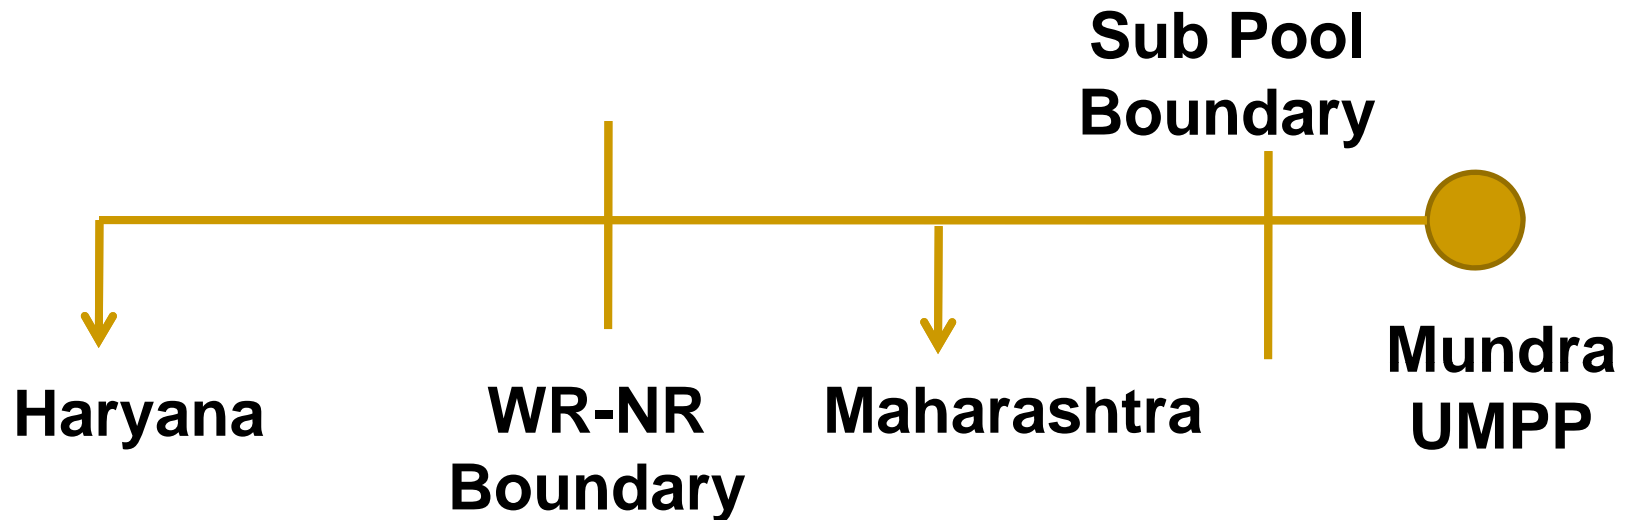 Sub Pool
Boundary
Haryana
WR-NR
Boundary
Maharashtra
Mundra
UMPP